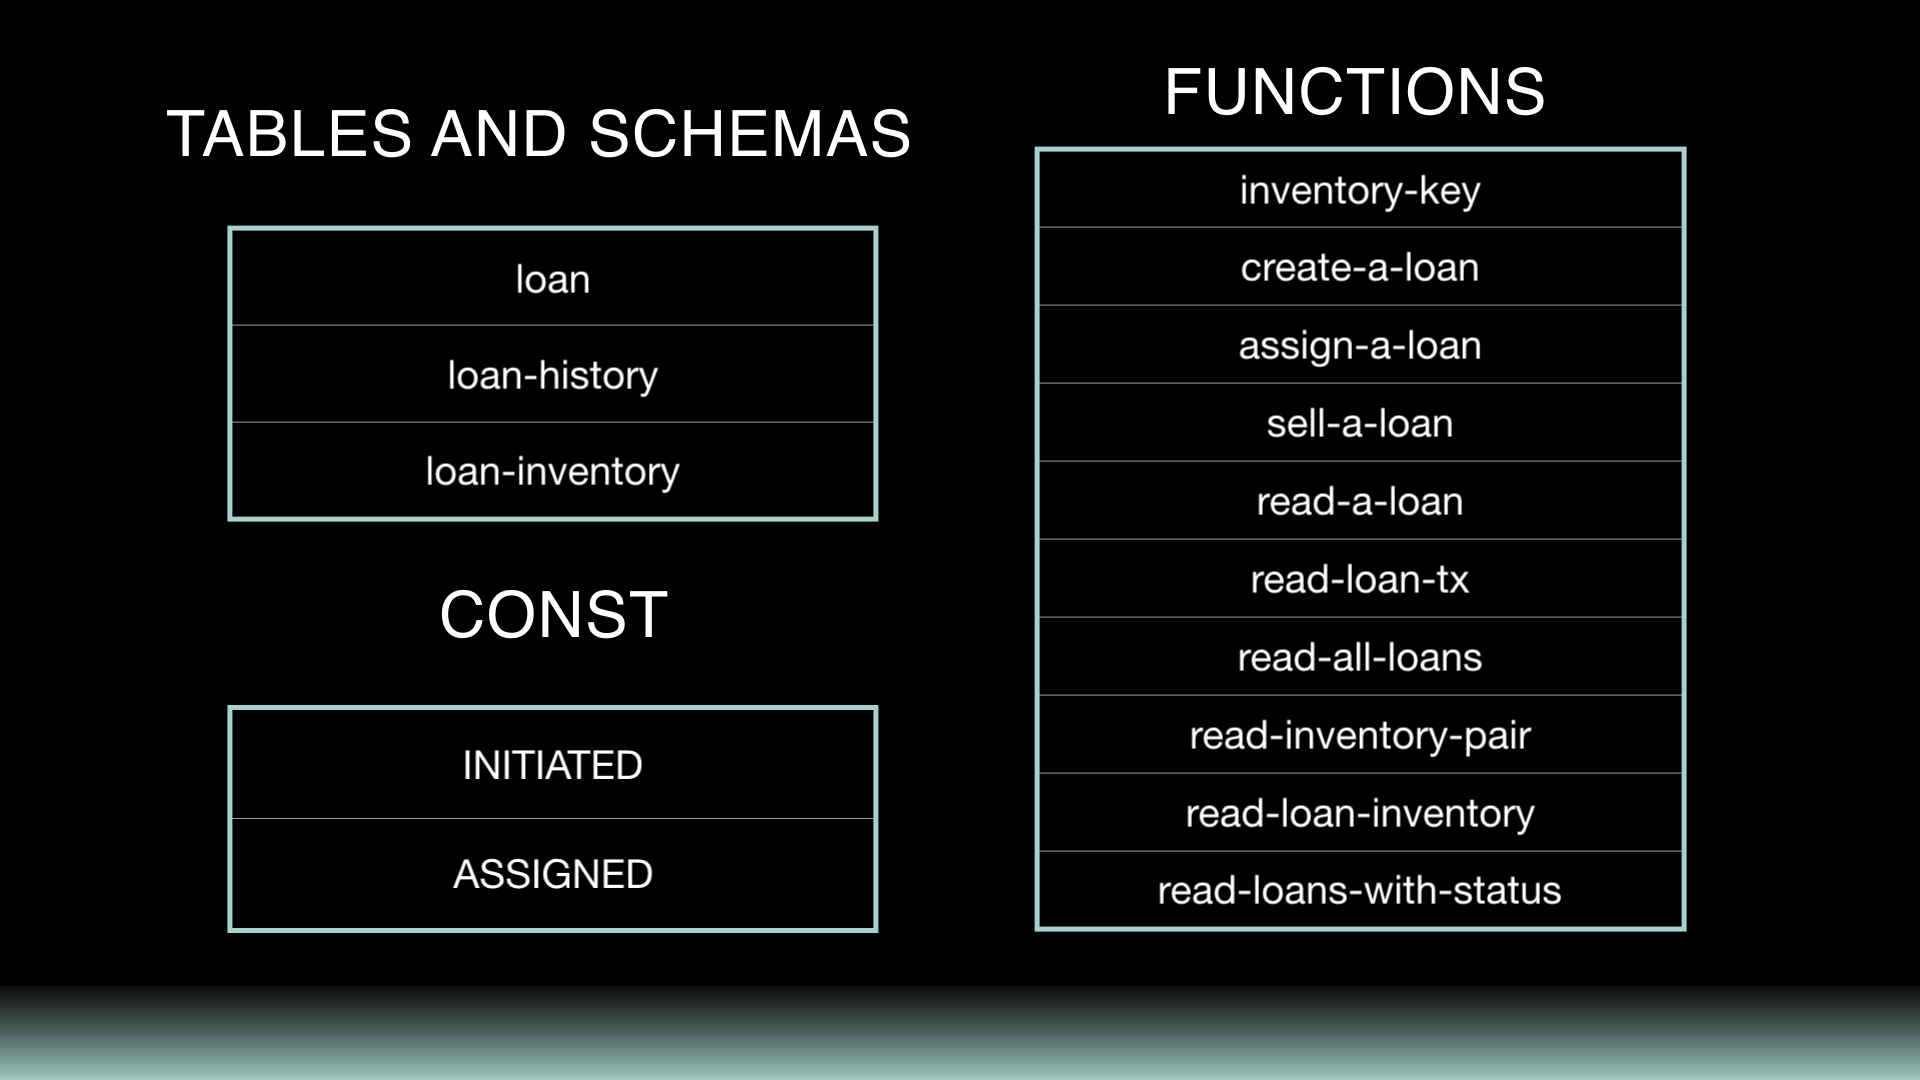 TABLES AND SCHEMAS
loan
loan-history
loan-inventory
CONST
INITIATED
ASSIGNED
FUNCTIONS
inventory-key
create-a-loan
assign-a-loan
sell-a-loan
read-a-loan
read-loan-tx
read-all-loans
read-inventory-pair
read-loan-inventory
read-loans-with-status